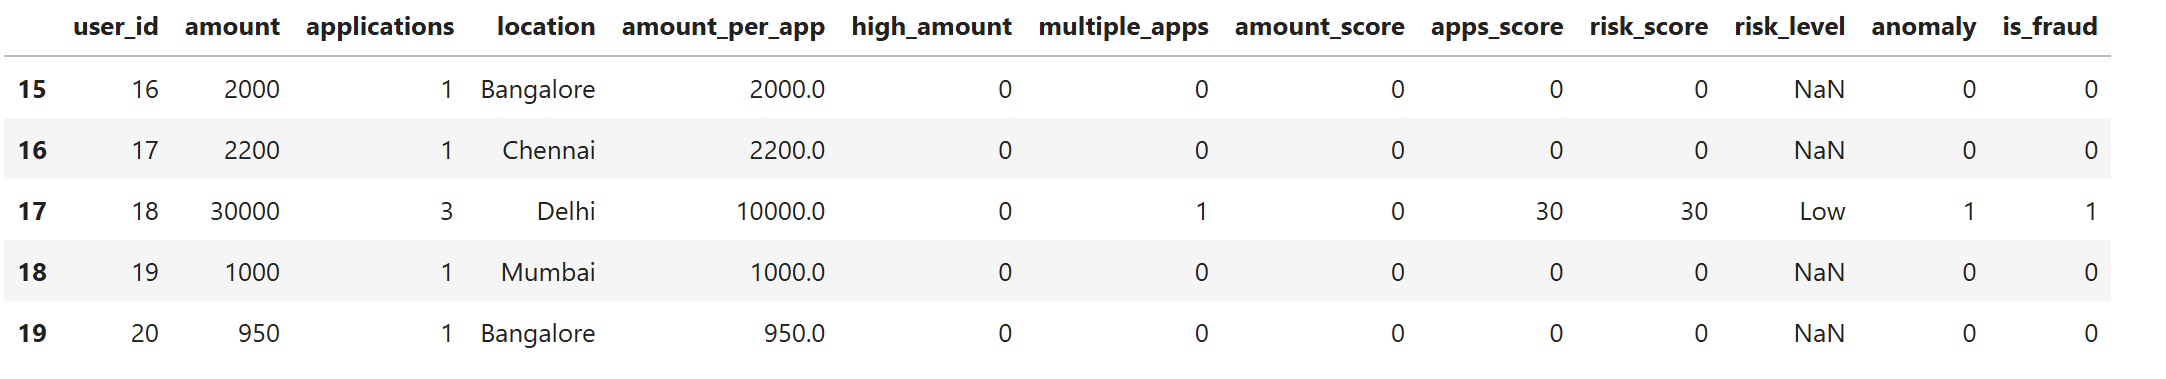 user_id amount applications location amount_per_app high_amount multiple_apps amount_score apps_score risk_score risk_level anomaly is_fraud
15 16 2000 1 Bangalore 2000.0 0 0 0 0 0 NaN 0 0
16 17 2200 1 Chennai 2200.0 0 0 0 0 0 NaN 0 0
17 18 30000 3 Delhi 10000.0 0 1 0 30 30 Low 1 1
18 19 1000 1 Mumbai 1000.0 0 0 0 0 0 NaN 0 0
19 20 950 1 Bangalore 950.0 0 0 0 0 0 NaN 0 0